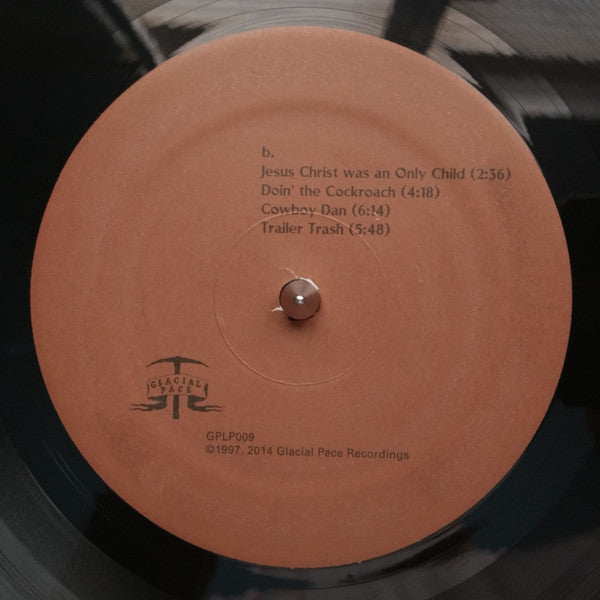 b.
Jesus Christ was an Only Child (2:36)
Doin' the Cockroach (4:18)
Cowboy Dan (6:14)
Trailer Trash (5:48)
GLACIAL
PACE
GPLP009
©1997, 2014 Glacial Pace Recordings